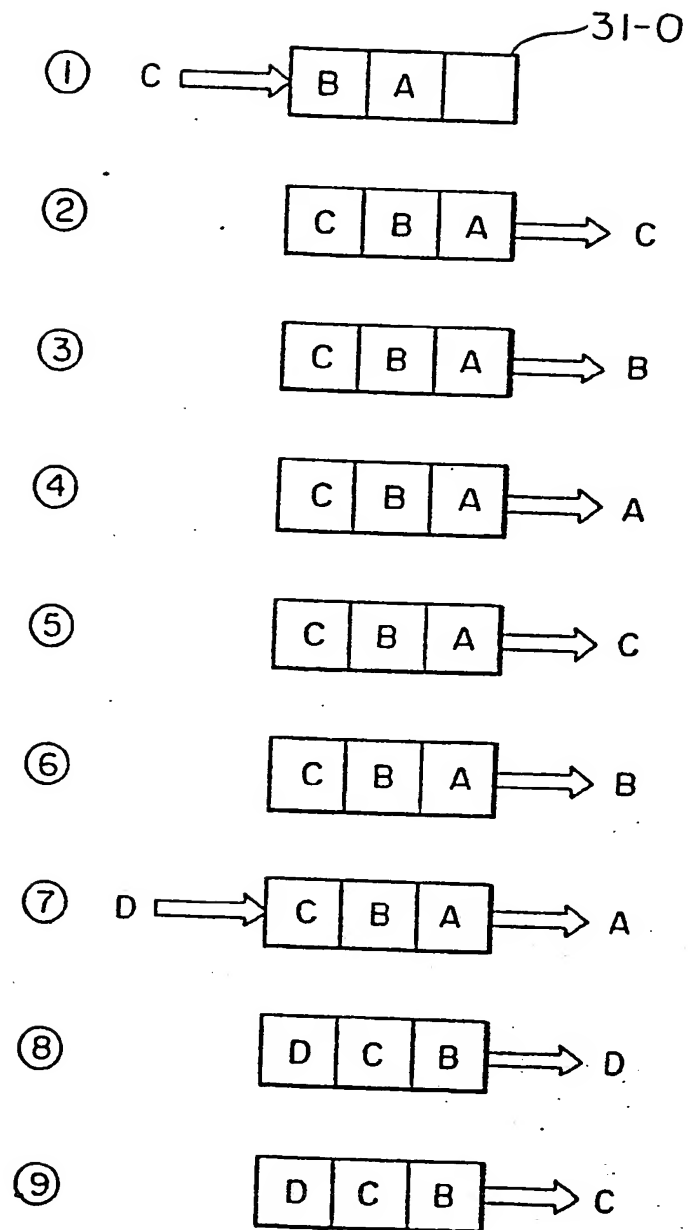 31-0
① C B A
② C B A C
③ C B A B
④ C B A A
⑤ C B A C
⑥ C B A B
⑦ D C B A A
⑧ D C B D
⑨ D C B C